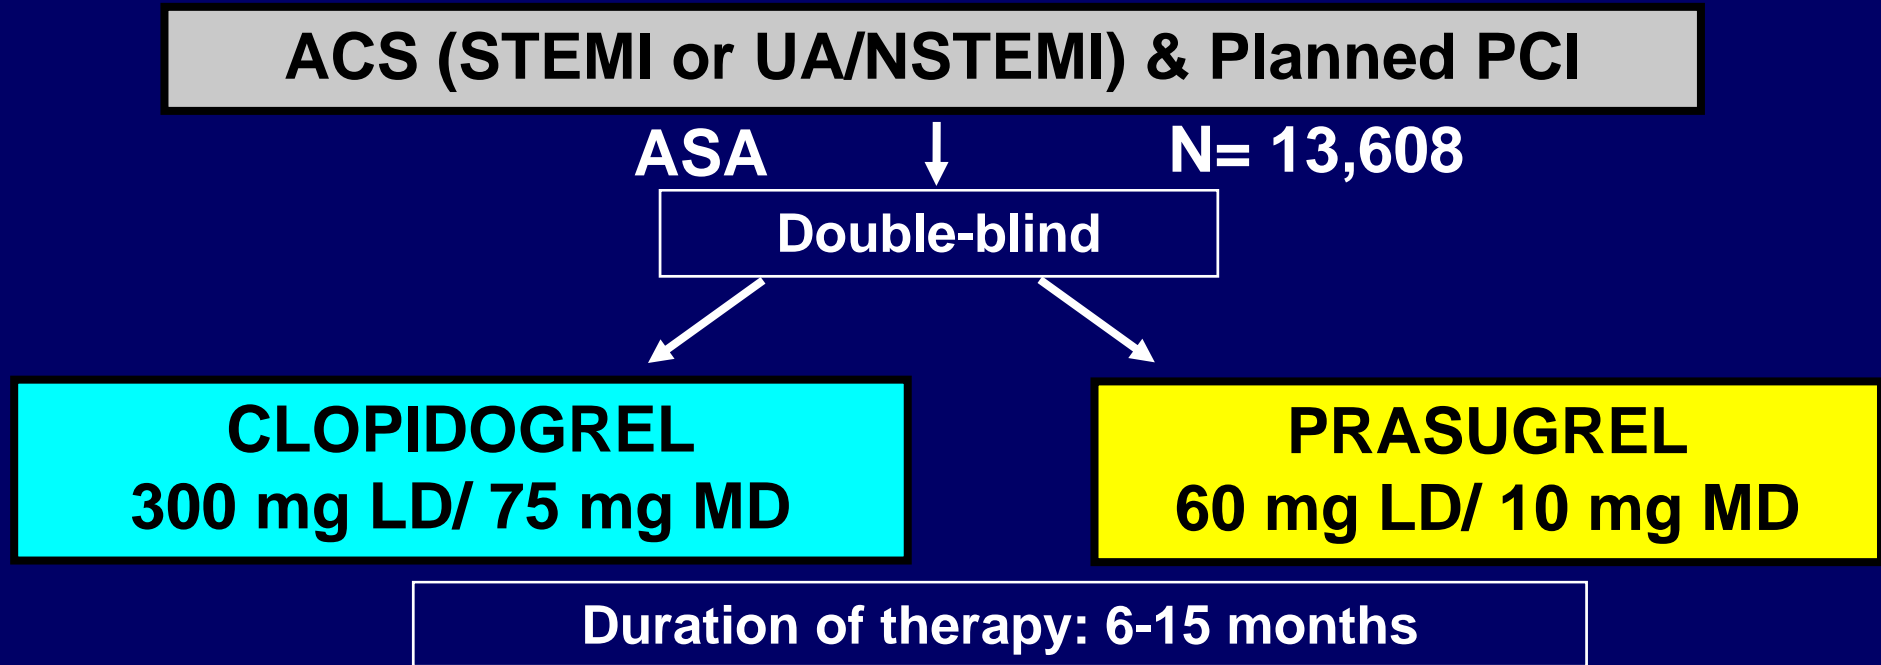 ACS (STEMI or UA/NSTEMI) & Planned PCI
ASA
N= 13,608
Double-blind
CLOPIDOGREL
300 mg LD/ 75 mg MD
PRASUGREL
60 mg LD/ 10 mg MD
Duration of therapy: 6-15 months